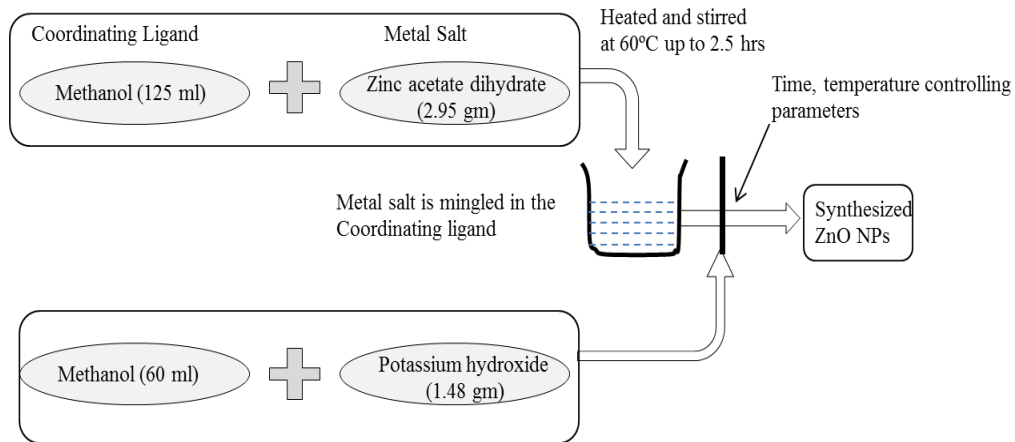 Coordinating Ligand
Metal Salt
Methanol (125 ml)
Zinc acetate dihydrate
(2.95 gm)
Heated and stirred
at 60ºC up to 2.5 hrs
Time, temperature controlling
parameters
Metal salt is mingled in the
Coordinating ligand
Synthesized
ZnO NPs
Methanol (60 ml)
Potassium hydroxide
(1.48 gm)